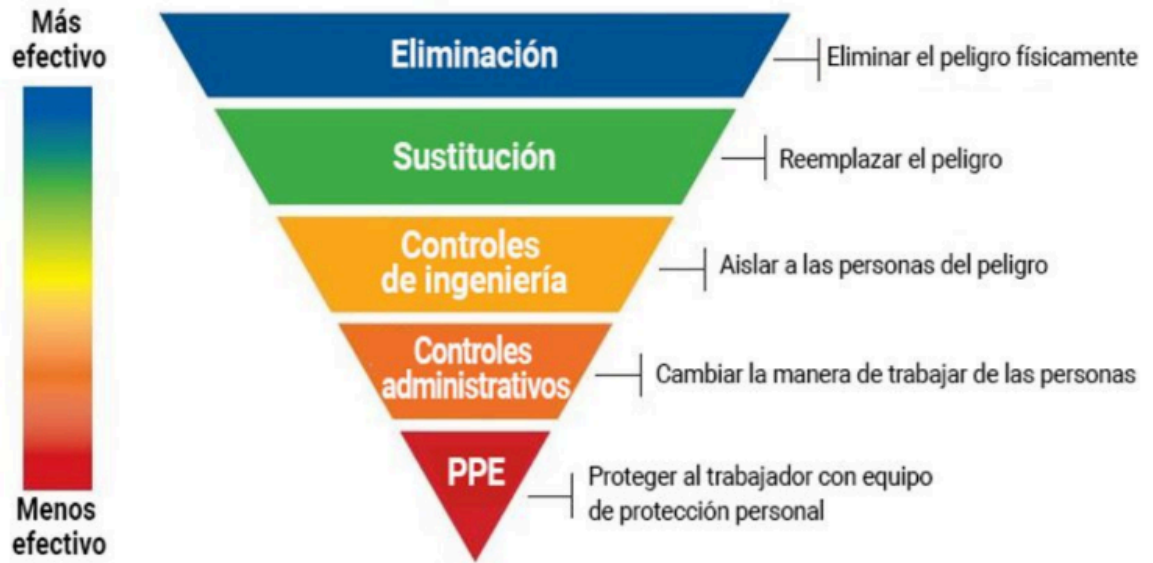 Más
efectivo
Eliminación
Eliminar el peligro físicamente
Sustitución
Reemplazar el peligro
Controles
de ingeniería
Aislar a las personas del peligro
Controles
administrativos
Cambiar la manera de trabajar de las personas
PPE
Proteger al trabajador con equipo
de protección personal
Menos
efectivo